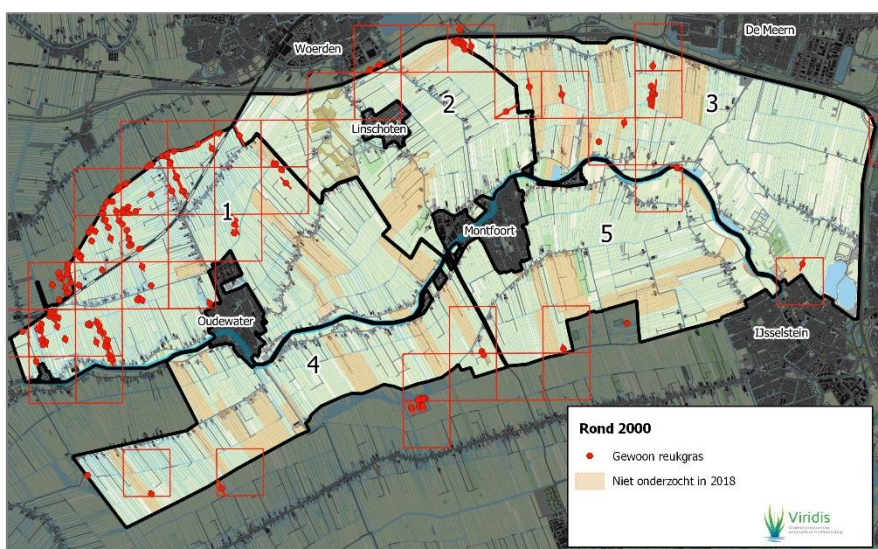 De Meern
Woerden
2
3
Linschoten
1
Montfoort
5
Oudewater
IJsselstein
4
Rond 2000
Gewoon reukgras
Niet onderzocht in 2018
Viridis